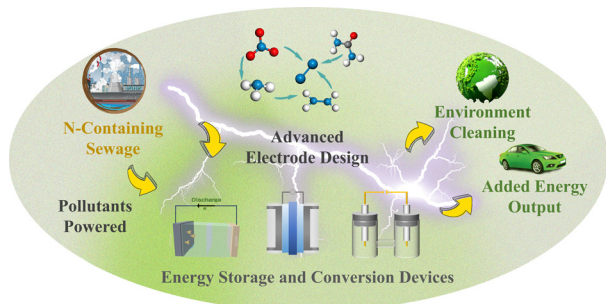 N-Containing
Sewage
Pollutants
Powered
Advanced
Electrode Design
Environment
Cleaning
Added Energy
Output
Discharge
Energy Storage and Conversion Devices